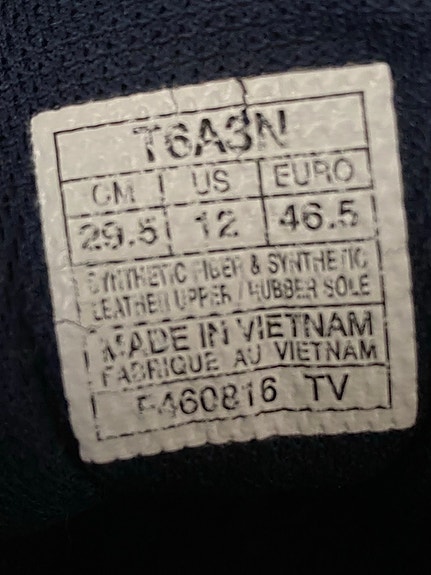 T6A3N
CM US EURO
29.5 12 46.5
SYNTHETIC FIBER & SYNTHETIC
LEATHER UPPER / RUBBER SOLE
MADE IN VIETNAM
FABRIQUE AU VIETNAM
TV